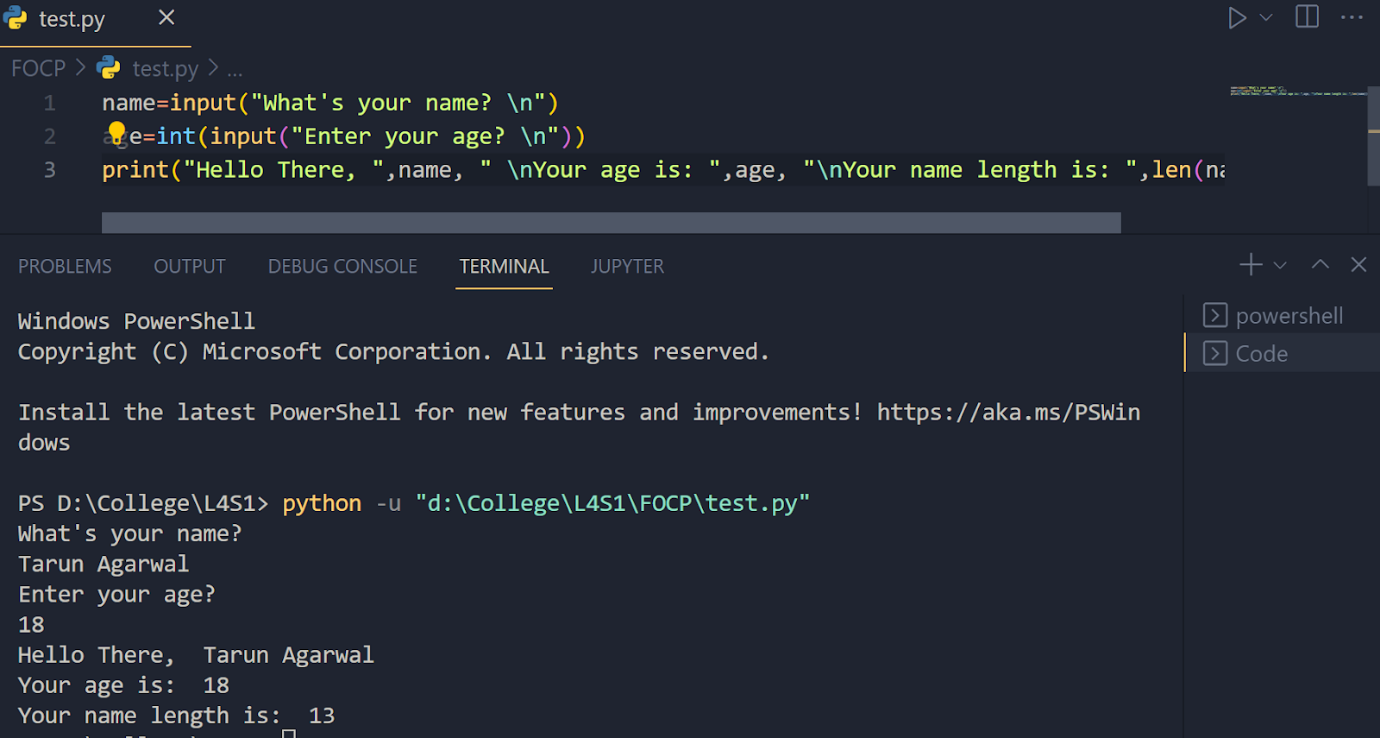 test.py
FOCP > test.py > ...
1 name=input("What's your name? \n")
2 age=int(input("Enter your age? \n"))
3 print("Hello There, ",name, " \nYour age is: ",age, "\nYour name length is: ",len(na
PROBLEMS OUTPUT DEBUG CONSOLE TERMINAL JUPYTER
Windows PowerShell
Copyright (C) Microsoft Corporation. All rights reserved.
Install the latest PowerShell for new features and improvements! https://aka.ms/PSWin
dows
PS D:\College\L4S1> python -u "d:\College\L4S1\FOCP\test.py"
What's your name?
Tarun Agarwal
Enter your age?
18
Hello There,  Tarun Agarwal
Your age is:  18
Your name length is:  13
powershell
Code